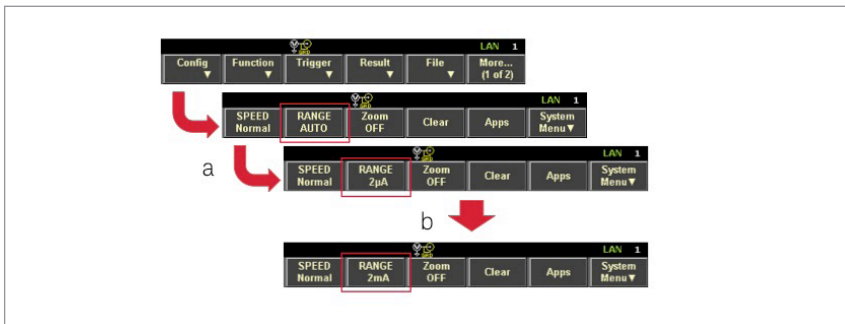 LAN 1
Config Function Trigger Result File More...
▼ ▼ ▼ ▼ ▼ (1 of 2)
LAN 1
SPEED RANGE Zoom Clear Apps System
Normal AUTO OFF Menu▼
a
LAN 1
SPEED RANGE Zoom Clear Apps System
Normal 2µA OFF Menu▼
b
LAN 1
SPEED RANGE Zoom Clear Apps System
Normal 2mA OFF Menu▼